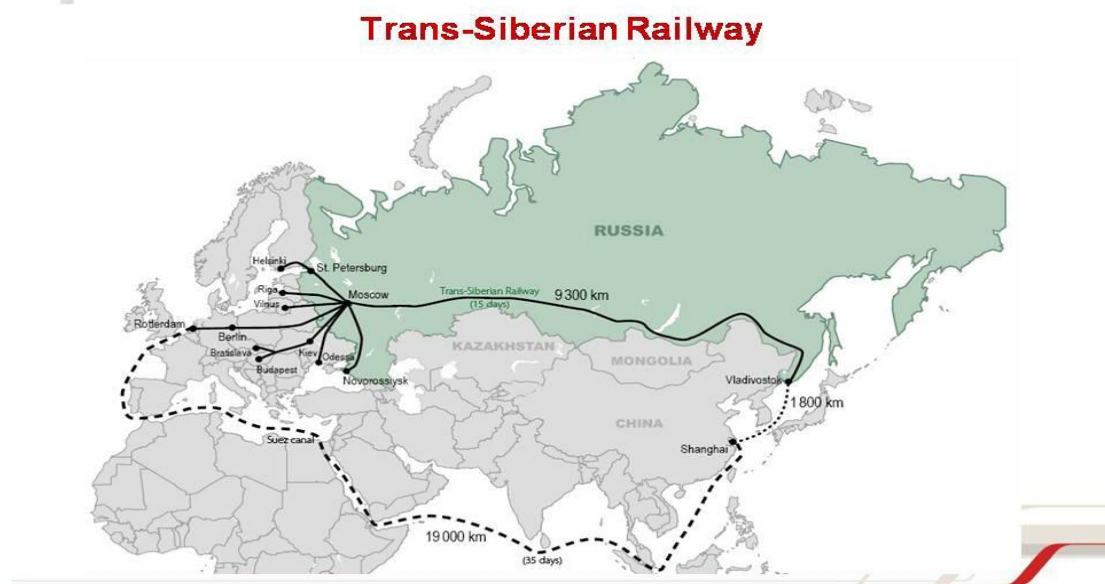 Trans-Siberian Railway
RUSSIA
Helsinki
St. Petersburg
Riga
Moscow
Trans-Siberian Railway
(15 days)
9 300 km
Vilnus
Rotterdam
Berlin
Bratislava
Kiev
Odessa
Budapest
Novorossiysk
KAZAKHSTAN
MONGOLIA
Vladivostok
1 800 km
CHINA
Suez canal
Shanghai
19 000 km
(35 days)